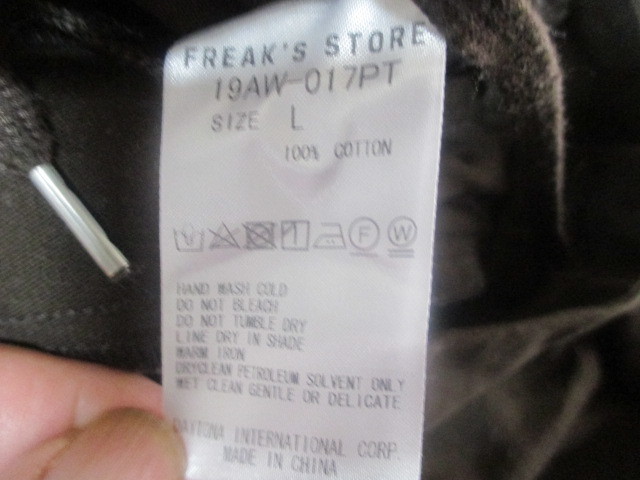 FREAK'S STORE
19AW-017PT
SIZE L
100% COTTON
F W
HAND WASH COLD
DO NOT BLEACH
DO NOT TUMBLE DRY
LINE DRY IN SHADE
WARM IRON
DRYCLEAN PETROLEUM SOLVENT ONLY
WET CLEAN GENTLE OR DELICATE
DAYTONA INTERNATIONAL CORP.
MADE IN CHINA